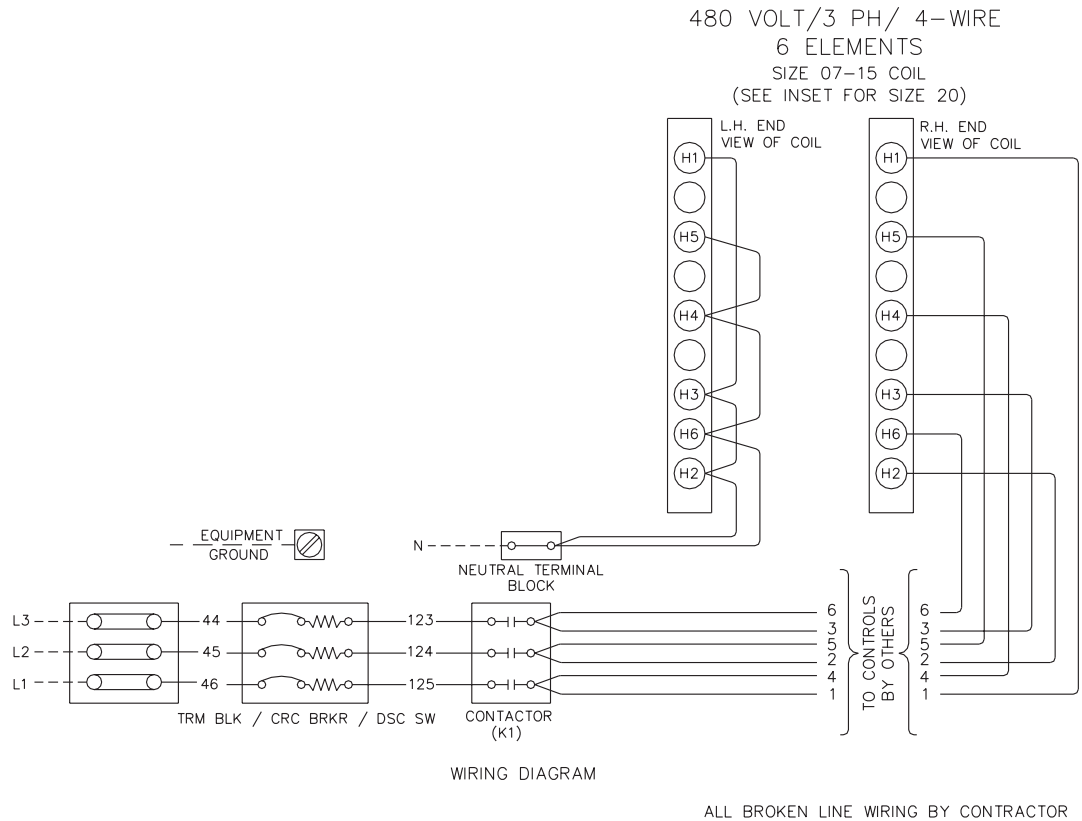 480 VOLT/3 PH/ 4-WIRE
6 ELEMENTS
SIZE 07-15 COIL
(SEE INSET FOR SIZE 20)
L.H. END
VIEW OF COIL
R.H. END
VIEW OF COIL
H1
H5
H4
H3
H6
H2
H1
H5
H4
H3
H6
H2
EQUIPMENT
GROUND
N
NEUTRAL TERMINAL
BLOCK
L3
44
123
L2
45
124
L1
46
125
6
3
5
2
4
1
TO CONTROLS
BY OTHERS
6
3
5
2
4
1
TRM BLK / CRC BRKR / DSC SW
CONTACTOR
(K1)
WIRING DIAGRAM
ALL BROKEN LINE WIRING BY CONTRACTOR